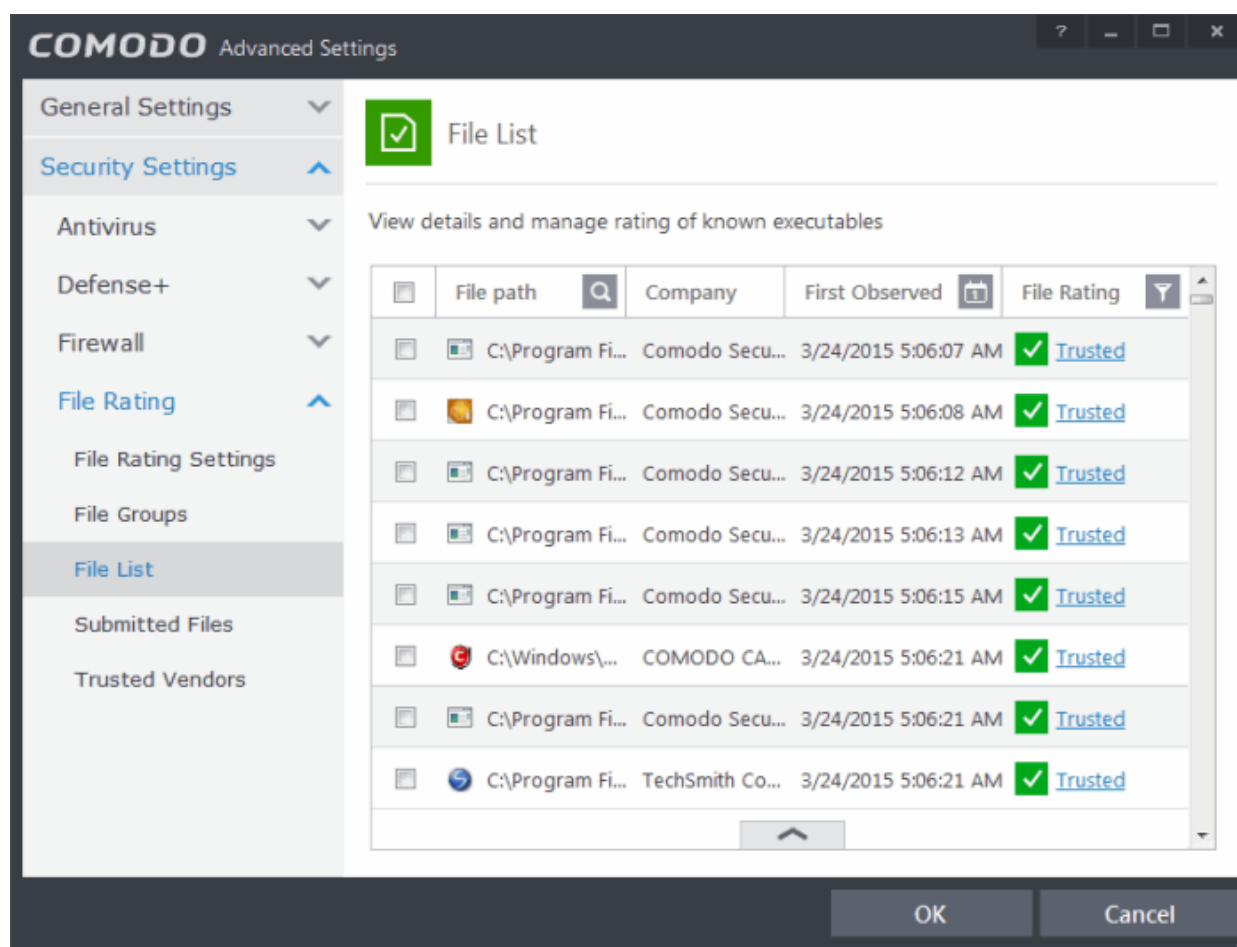 COMODO Advanced Settings
?
General Settings
Security Settings
Antivirus
Defense+
Firewall
File Rating
File Rating Settings
File Groups
File List
Submitted Files
Trusted Vendors
File List
View details and manage rating of known executables
File path Company First Observed 1 File Rating
C:\Program Fi... Comodo Secu... 3/24/2015 5:06:07 AM Trusted
C:\Program Fi... Comodo Secu... 3/24/2015 5:06:08 AM Trusted
C:\Program Fi... Comodo Secu... 3/24/2015 5:06:12 AM Trusted
C:\Program Fi... Comodo Secu... 3/24/2015 5:06:13 AM Trusted
C:\Program Fi... Comodo Secu... 3/24/2015 5:06:15 AM Trusted
C:\Windows\... COMODO CA... 3/24/2015 5:06:21 AM Trusted
C:\Program Fi... Comodo Secu... 3/24/2015 5:06:21 AM Trusted
C:\Program Fi... TechSmith Co... 3/24/2015 5:06:21 AM Trusted
OK Cancel